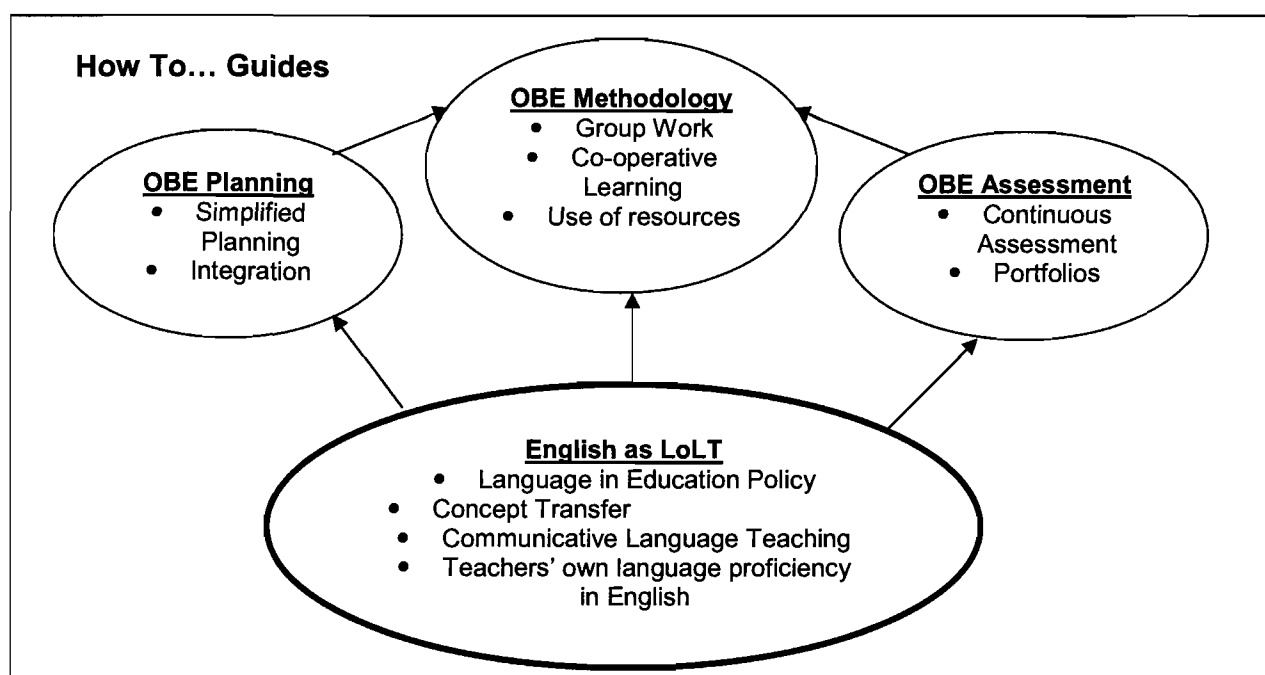 How To... Guides
OBE Methodology
• Group Work
• Co-operative
Learning
• Use of resources
OBE Planning
• Simplified
Planning
• Integration
OBE Assessment
• Continuous
Assessment
• Portfolios
English as LoLT
• Language in Education Policy
• Concept Transfer
• Communicative Language Teaching
• Teachers' own language proficiency
in English